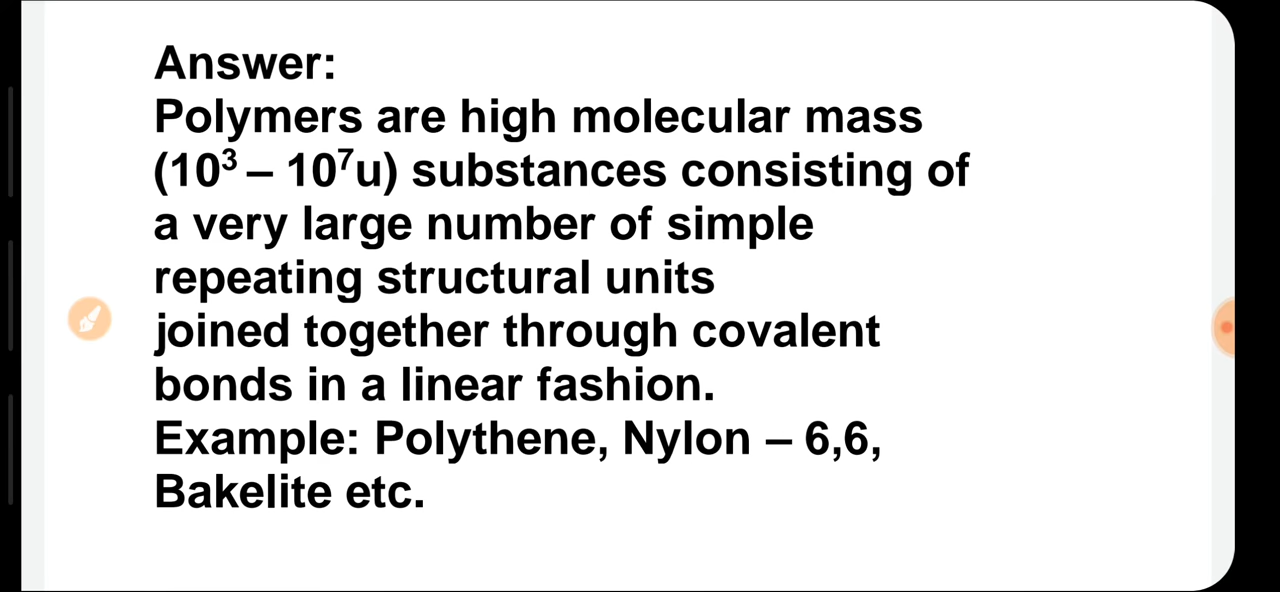 Answer:
Polymers are high molecular mass
(10³ – 10⁷u) substances consisting of
a very large number of simple
repeating structural units
joined together through covalent
bonds in a linear fashion.
Example: Polythene, Nylon – 6,6,
Bakelite etc.